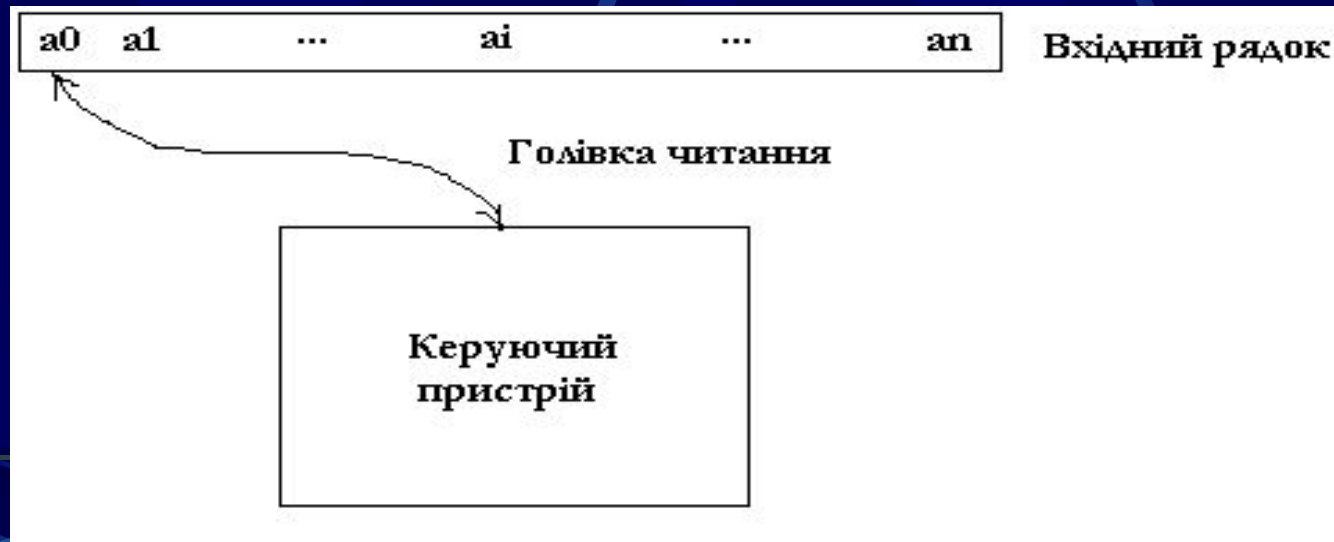 a0 a1 ... ai ... an Вхідний рядок
Голівка читання
Керуючий
пристрій